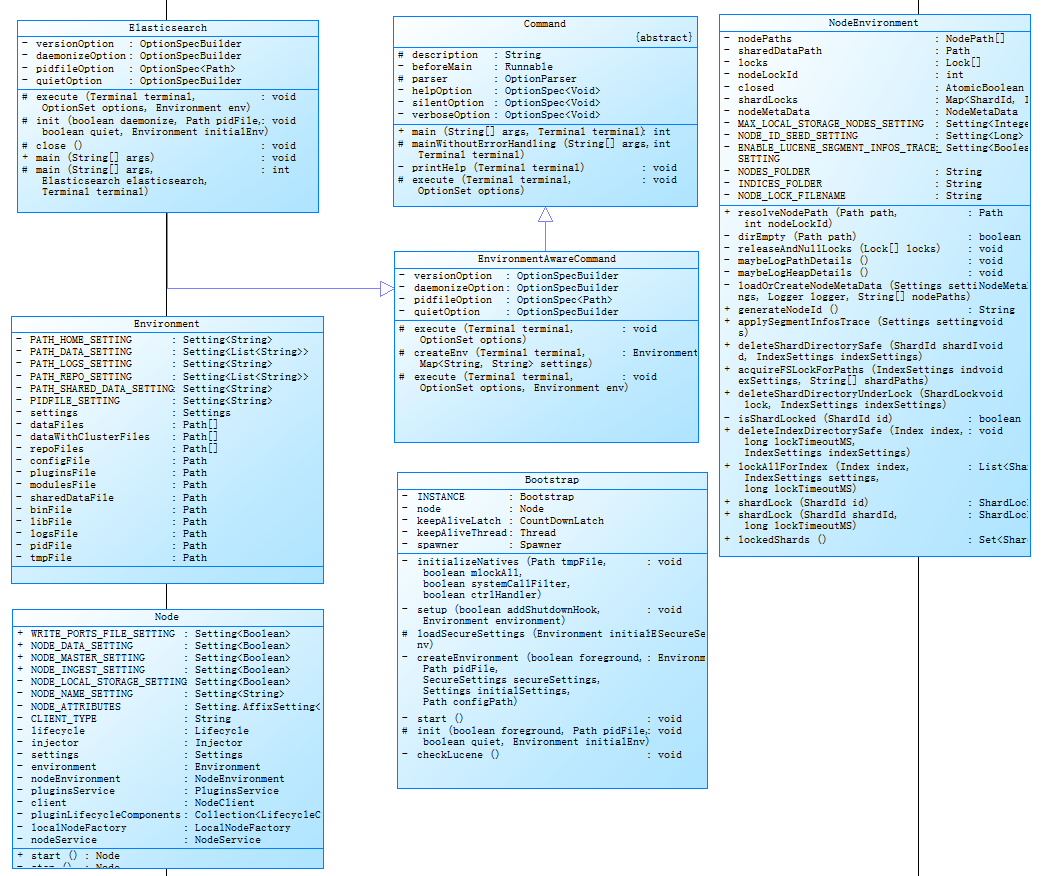 Elasticsearch
- versionOption : OptionSpecBuilder
- daemonizeOption : OptionSpecBuilder
- pidfileOption : OptionSpec<Path>
- quietOption : OptionSpecBuilder
# execute (Terminal terminal, : void
OptionSet options, Environment env)
# init (boolean daemonize, Path pidFile, : void
boolean quiet, Environment initialEnv)
# close () : void
+ main (String[] args) : void
# main (String[] args, : int
Elasticsearch elasticsearch,
Terminal terminal)
Command
{abstract}
# description : String
- beforeMain : Runnable
# parser : OptionParser
- helpOption : OptionSpec<Void>
- silentOption : OptionSpec<Void>
- verboseOption : OptionSpec<Void>
+ main (String[] args, Terminal terminal) : int
# mainWithoutErrorHandling (String[] args, int
Terminal terminal)
- printHelp (Terminal terminal) : void
# execute (Terminal terminal, : void
OptionSet options)
NodeEnvironment
- nodePaths : NodePath[]
- sharedDataPath : Path
- locks : Lock[]
- nodeLockId : int
- closed : AtomicBoolean
- shardLocks : Map<ShardId, I
- nodeMetaData : NodeMetaData
- MAX_LOCAL_STORAGE_NODES_SETTING : Setting<Intege
- NODE_ID_SEED_SETTING : Setting<Long>
- ENABLE_LUCENE_SEGMENT_INFOS_TRACE_ Setting<Boolea
SETTING
- NODES_FOLDER : String
- INDICES_FOLDER : String
- NODE_LOCK_FILENAME : String
+ resolveNodePath (Path path, : Path
int nodeLockId)
- dirEmpty (Path path) : boolean
- releaseAndNullLocks (Lock[] locks) : void
- maybeLogPathDetails () : void
- maybeLogHeapDetails () : void
- loadOrCreateNodeMetaData (Settings settiNodeMeta
ngs, Logger logger, String[] nodePaths)
+ generateNodeId () : String
+ applySegmentInfosTrace (Settings settingvoid
s)
+ deleteShardDirectorySafe (ShardId shardIvoid
d, IndexSettings indexSettings)
+ acquireFSLockForPaths (IndexSettings indvoid
exSettings, String[] shardPaths)
+ deleteShardDirectoryUnderLock (ShardLockvoid
lock, IndexSettings indexSettings)
- isShardLocked (ShardId id) : boolean
+ deleteIndexDirectorySafe (Index index, : void
long lockTimeoutMS,
IndexSettings indexSettings)
+ lockAllForIndex (Index index, : List<Shar
IndexSettings settings,
long lockTimeoutMS)
+ shardLock (ShardId id) : ShardLoc
+ shardLock (ShardId shardId, : ShardLoc
long lockTimeoutMS)
+ lockedShards () : Set<Shar
EnvironmentAwareCommand
- versionOption : OptionSpecBuilder
- daemonizeOption : OptionSpecBuilder
- pidfileOption : OptionSpec<Path>
- quietOption : OptionSpecBuilder
# execute (Terminal terminal, : void
OptionSet options)
# createEnv (Terminal terminal, : Environment
Map<String, String> settings)
# execute (Terminal terminal, : void
OptionSet options, Environment env)
Environment
- PATH_HOME_SETTING : Setting<String>
- PATH_DATA_SETTING : Setting<List<String>>
- PATH_LOGS_SETTING : Setting<String>
- PATH_REPO_SETTING : Setting<List<String>>
- PATH_SHARED_DATA_SETTING : Setting<String>
- PIDFILE_SETTING : Setting<String>
- settings : Settings
- dataFiles : Path[]
- dataWithClusterFiles : Path[]
- repoFiles : Path[]
- configFile : Path
- pluginsFile : Path
- modulesFile : Path
- sharedDataFile : Path
- binFile : Path
- libFile : Path
- logsFile : Path
- pidFile : Path
- tmpFile : Path
Bootstrap
- INSTANCE : Bootstrap
- node : Node
- keepAliveLatch : CountDownLatch
- keepAliveThread : Thread
- spawner : Spawner
- initializeNatives (Path tmpFile, : void
boolean mlockAll,
boolean systemCallFilter,
boolean ctrlHandler)
- setup (boolean addShutdownHook, : void
Environment environment)
# loadSecureSettings (Environment initialESecureSe
nv)
- createEnvironment (boolean foreground, : Environm
Path pidFile,
SecureSettings secureSettings,
Settings initialSettings,
Path configPath)
- start () : void
# init (boolean foreground, Path pidFile, : void
boolean quiet, Environment initialEnv)
- checkLucene () : void
Node
+ WRITE_PORTS_FILE_SETTING : Setting<Boolean>
+ NODE_DATA_SETTING : Setting<Boolean>
+ NODE_MASTER_SETTING : Setting<Boolean>
+ NODE_INGEST_SETTING : Setting<Boolean>
- NODE_LOCAL_STORAGE_SETTING Setting<Boolean>
- NODE_NAME_SETTING : Setting<String>
- NODE_ATTRIBUTES : Setting.AffixSetting<
- CLIENT_TYPE : String
- lifecycle : Lifecycle
- injector : Injector
- settings : Settings
- environment : Environment
- nodeEnvironment : NodeEnvironment
- pluginsService : PluginsService
- client : NodeClient
- pluginLifecycleComponents : Collection<LifecycleC
- localNodeFactory : LocalNodeFactory
- nodeService : NodeService
+ start () : Node